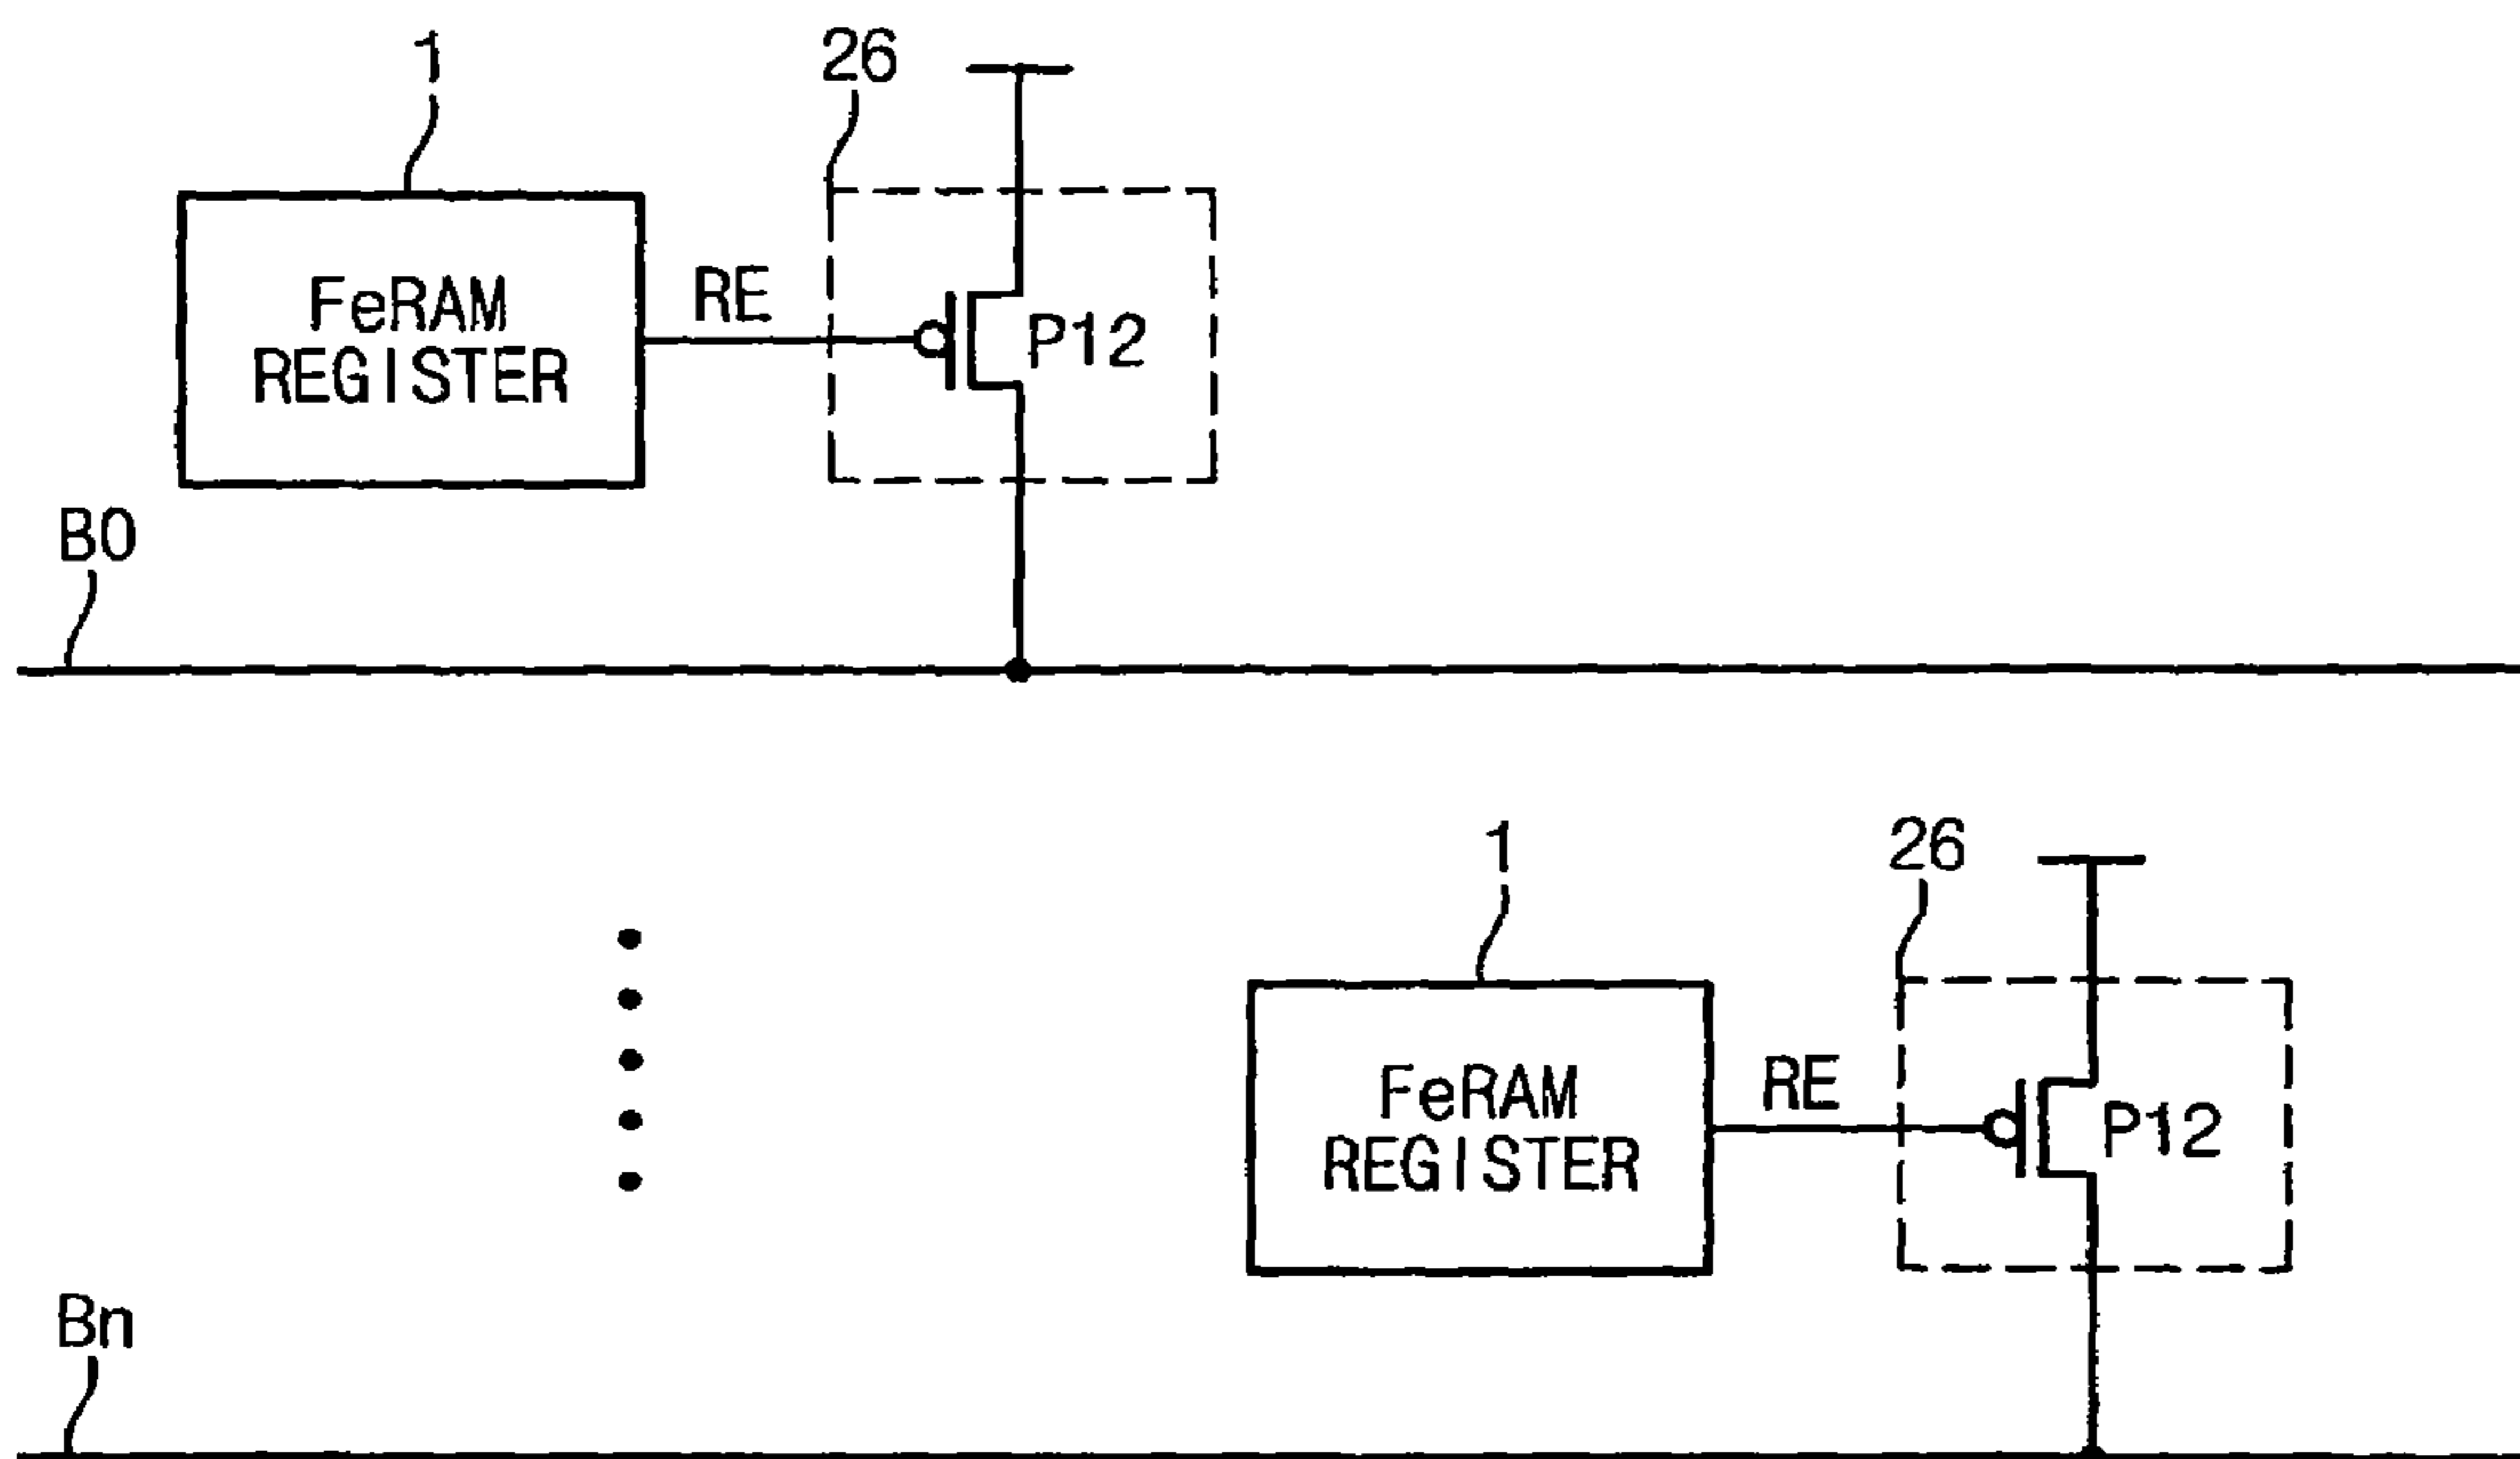 1
26
FeRAM
REGISTER
RE
P12
B0
1
26
FeRAM
REGISTER
RE
P12
Bn